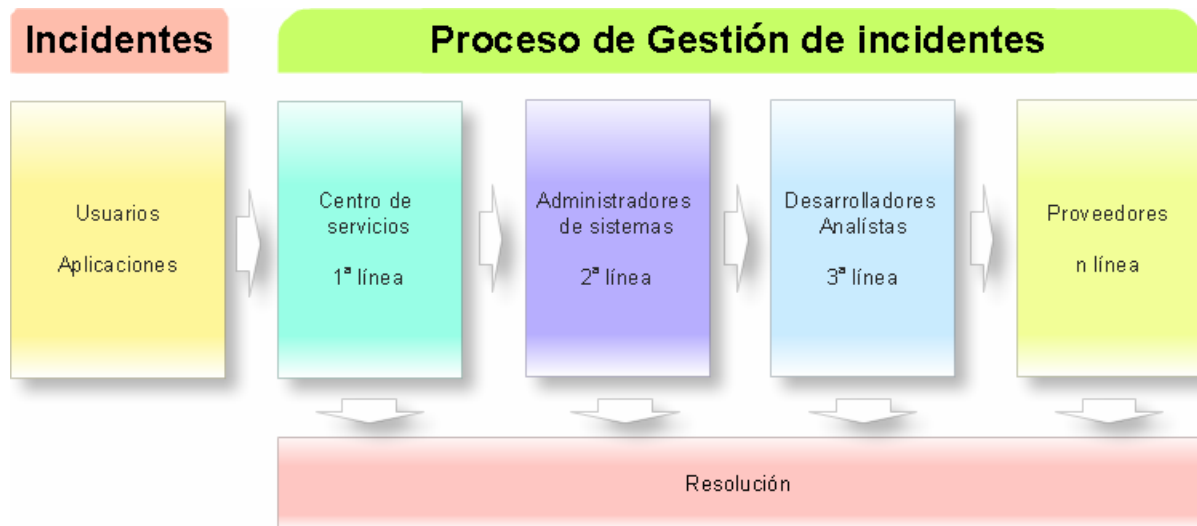 Incidentes
Proceso de Gestión de incidentes
Usuarios
Aplicaciones
Centro de
servicios
1ª línea
Administradores
de sistemas
2ª línea
Desarrolladores
Analístas
3ª línea
Proveedores
n línea
Resolución